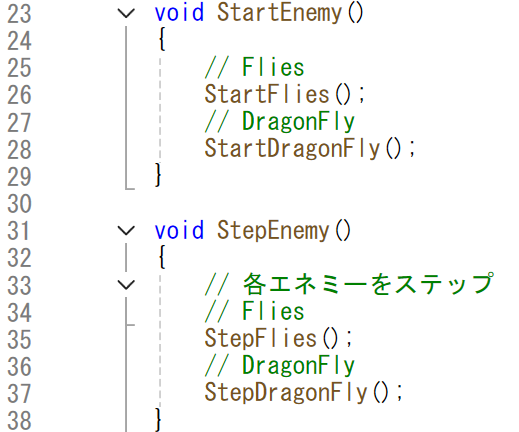 23 void StartEnemy()
24 {
25 // Flies
26 StartFlies();
27 // DragonFly
28 StartDragonFly();
29 }
30
31 void StepEnemy()
32 {
33 // 各エネミーをステップ
34 // Flies
35 StepFlies();
36 // DragonFly
37 StepDragonFly();
38 }